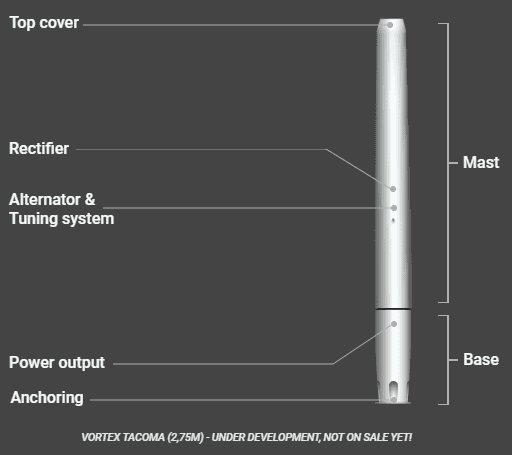 Top cover
Rectifier
Mast
Alternator &
Tuning system
Power output
Base
Anchoring
VORTEX TACOMA (2,75M) - UNDER DEVELOPMENT, NOT ON SALE YET!